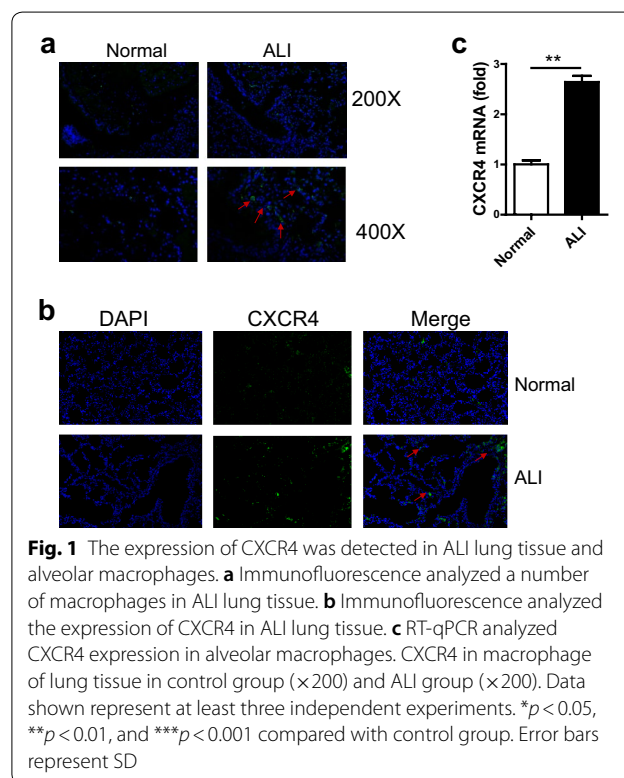 a
Normal ALI
200X
400X
c
**
CXCR4 mRNA (fold)
3
2
1
0
Normal
ALI
b
DAPI CXCR4 Merge
Normal
ALI
Fig. 1 The expression of CXCR4 was detected in ALI lung tissue and
alveolar macrophages. a Immunofluorescence analyzed a number
of macrophages in ALI lung tissue. b Immunofluorescence analyzed
the expression of CXCR4 in ALI lung tissue. c RT-qPCR analyzed
CXCR4 expression in alveolar macrophages. CXCR4 in macrophage
of lung tissue in control group (×200) and ALI group (×200). Data
shown represent at least three independent experiments. *p < 0.05,
**p < 0.01, and ***p < 0.001 compared with control group. Error bars
represent SD